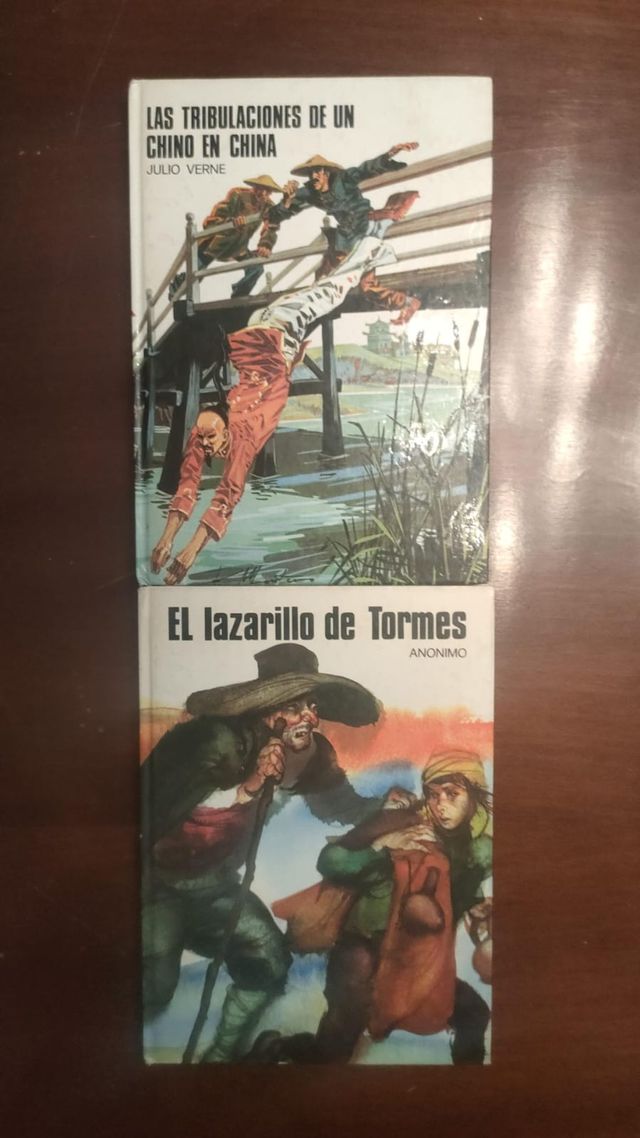 LAS TRIBULACIONES DE UN
CHINO EN CHINA
JULIO VERNE
EL lazarillo de Tormes
ANONIMO